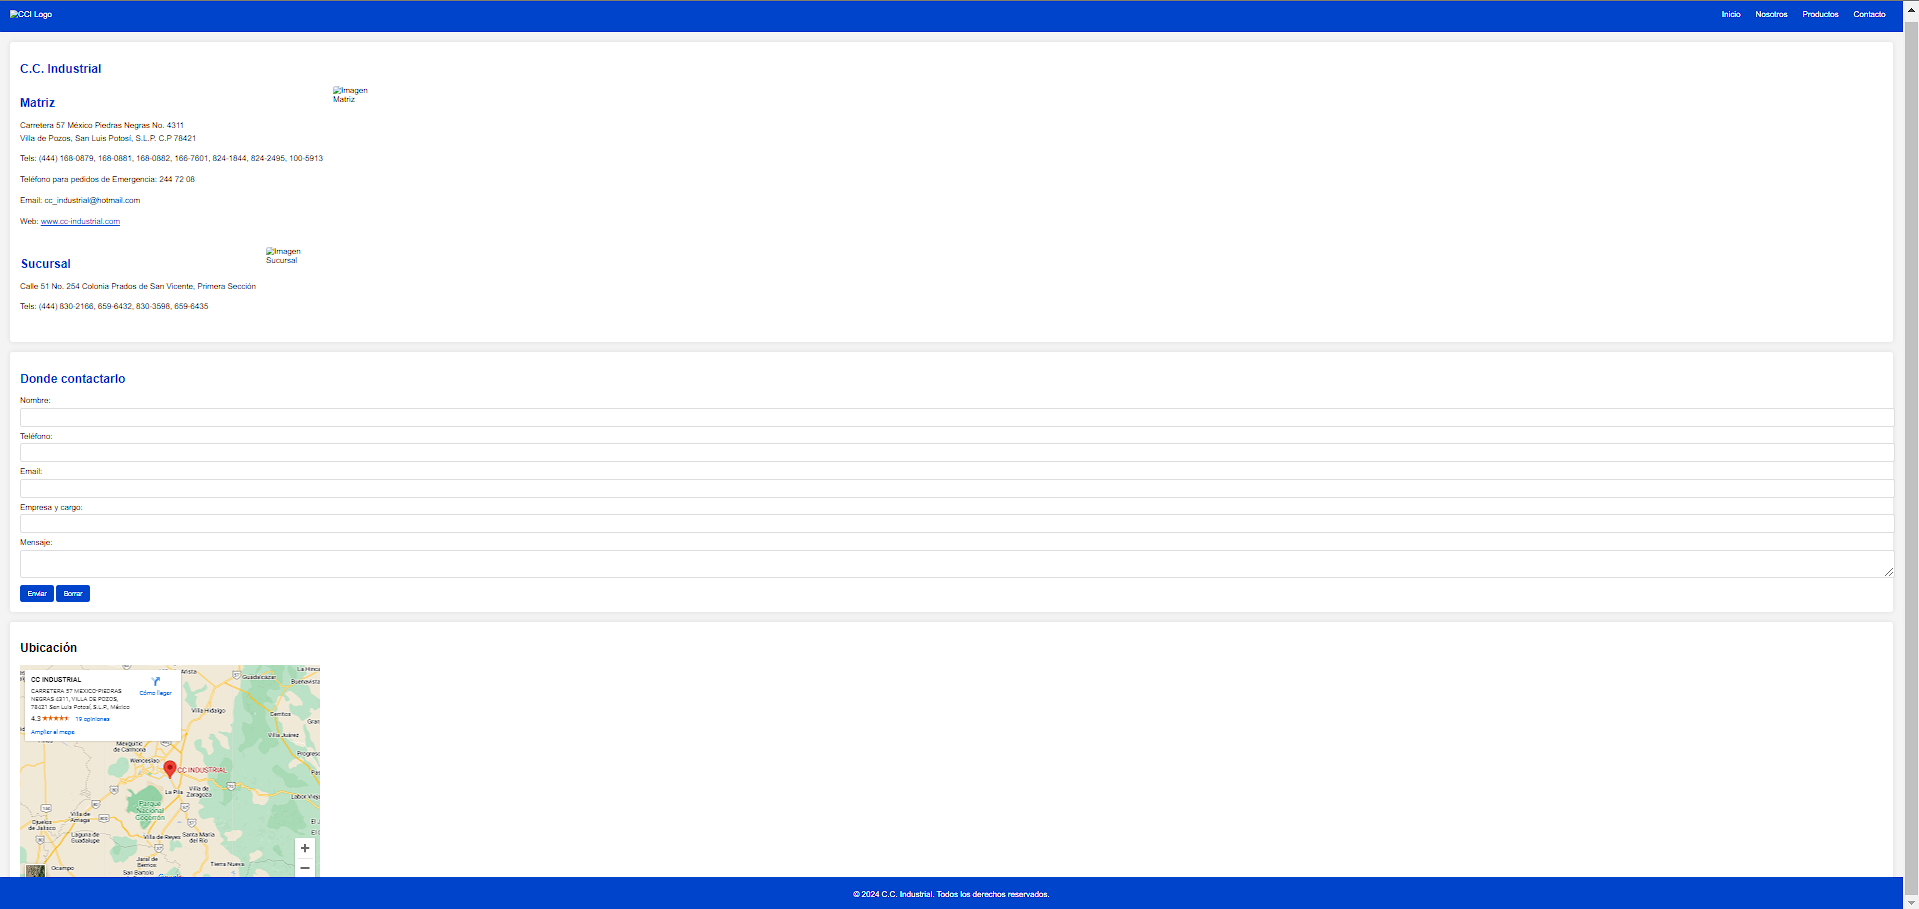 CCI Logo
Inicio
Nosotros
Productos
Contacto
C.C. Industrial
Matriz
Imagen
Matriz
Carretera 57 México Piedras Negras No. 4311
Villa de Pozos, San Luis Potosí, S.L.P. C.P 78421
Tels: (444) 168-0879, 168-0881, 168-0882, 166-7601, 824-1844, 824-2495, 100-5913
Teléfono para pedidos de Emergencia: 244 72 08
Email: cc_industrial@hotmail.com
Web: www.cc-industrial.com
Imagen
Sucursal
Sucursal
Calle 51 No. 254 Colonia Prados de San Vicente, Primera Sección
Tels: (444) 830-2166, 659-6432, 830-3598, 659-6435
Donde contactarlo
Nombre:
Teléfono:
Email:
Empresa y cargo:
Mensaje:
Enviar
Borrar
Ubicación
CC INDUSTRIAL
CARRETERA 57 MEXICO-PIEDRAS
NEGRAS 4311, VILLA DE POZOS,
78421 San Luis Potosí, S.L.P., México
4.3
19 opiniones
Ampliar el mapa
Cómo llegar
Arista
Guadalcázar
La Hinca
Buenavista
Villa Hidalgo
Cerritos
Gran
Villa Juárez
Mexquitic
de Carmona
Progreso
Wenceslao
CC INDUSTRIAL
La Pila
Villa de
Zaragoza
Labor Vieja
Parque
Nacional
Gogorrón
Villa de
Arriaga
Ojuelos
de Jalisco
Laguna de
Guadalupe
Villa de Reyes
Santa María
del Río
Jaral de
Berrios
Tierra Nueva
Ocampo
San Bartolo
Google
+
−
© 2024 C.C. Industrial. Todos los derechos reservados.